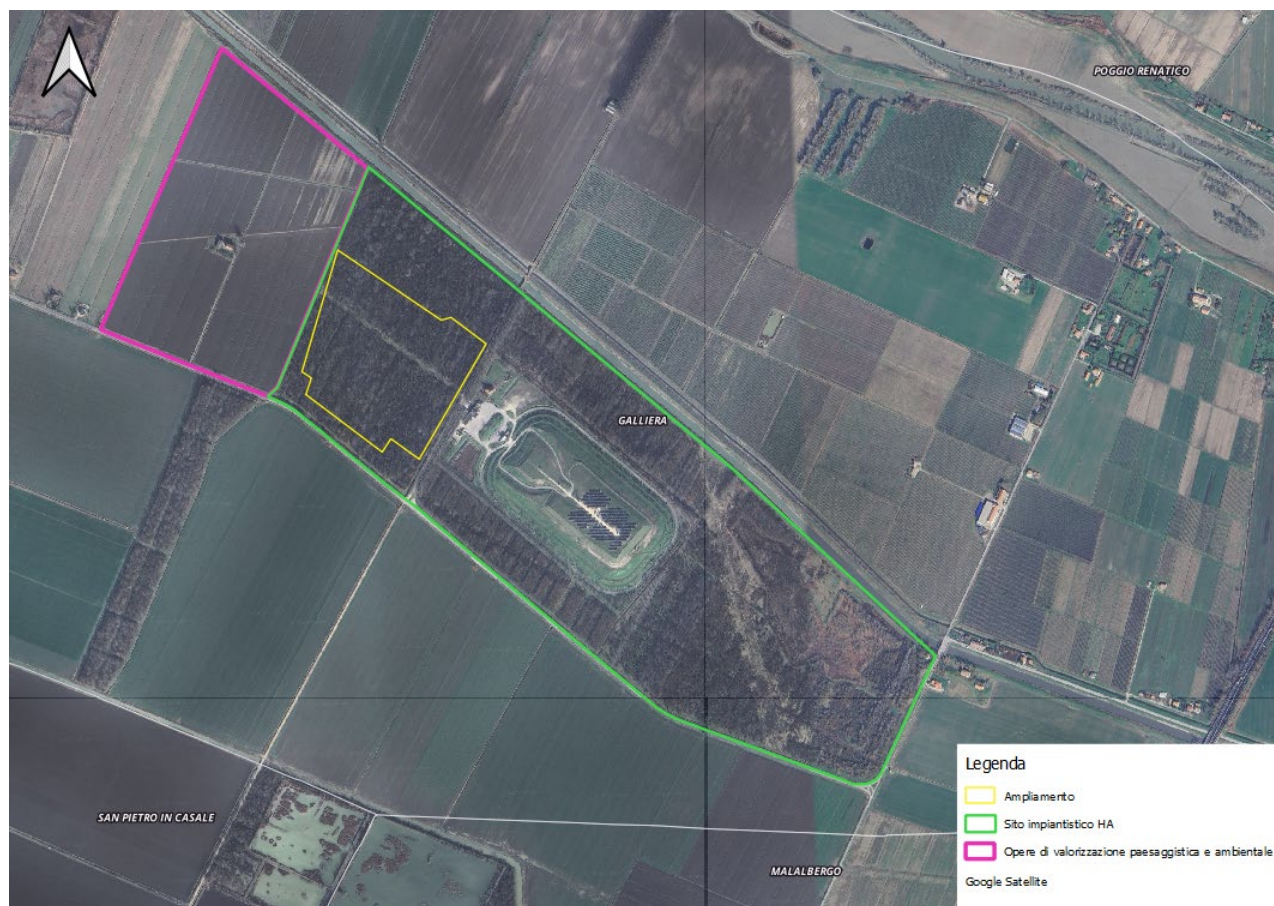 POGGIO RENATICO
GALLIERA
SAN PIETRO IN CASALE
MALALBERGO
Legenda
Ampliamento
Sito impiantistico HA
Opere di valorizzazione paesaggistica e ambientale
Google Satellite